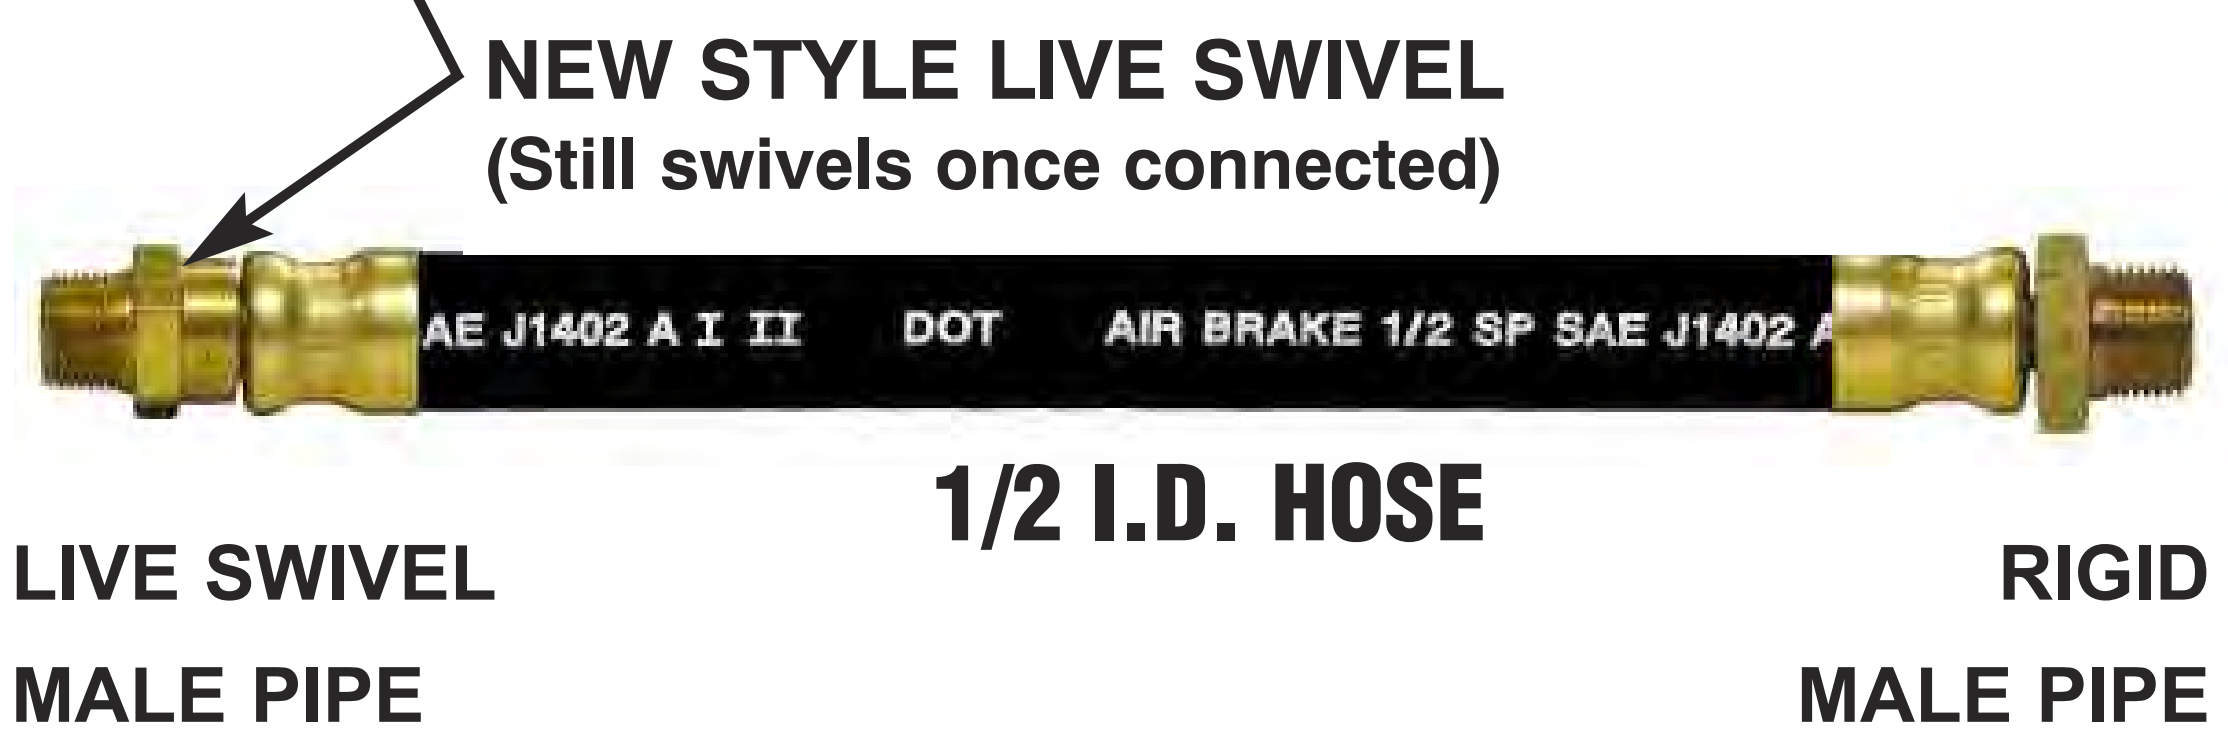 NEW STYLE LIVE SWIVEL
(Still swivels once connected)
AE J1402 A I II DOT AIR BRAKE 1/2 SP SAE J1402 A
1/2 I.D. HOSE
LIVE SWIVEL
MALE PIPE
RIGID
MALE PIPE